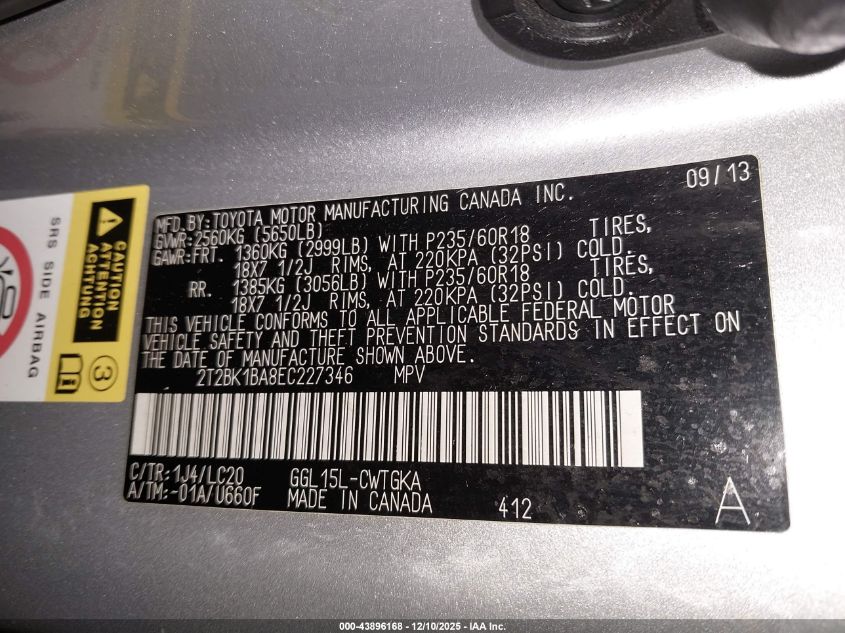 MFD.BY:TOYOTA MOTOR MANUFACTURING CANADA INC. 09/13
GVWR:2560KG (5650LB)
GAWR:FRT. 1360KG (2999LB) WITH P235/60R18 TIRES,
18X7 1/2J RIMS, AT 220KPA (32PSI) COLD.
RR. 1385KG (3056LB) WITH P235/60R18 TIRES,
18X7 1/2J RIMS, AT 220KPA (32PSI) COLD.
THIS VEHICLE CONFORMS TO ALL APPLICABLE FEDERAL MOTOR
VEHICLE SAFETY AND THEFT PREVENTION STANDARDS IN EFFECT ON
THE DATE OF MANUFACTURE SHOWN ABOVE.
2T2BK1BA8EC227346 MPV
C/TR:1J4/LC20 GGL15L-CWTGKA
A/TM:-01A/U660F MADE IN CANADA 412 A
CAUTION
ATTENTION
ACHTUNG
SRS SIDE AIRBAG
3
000-43896168 - 12/10/2025 - IAA Inc.